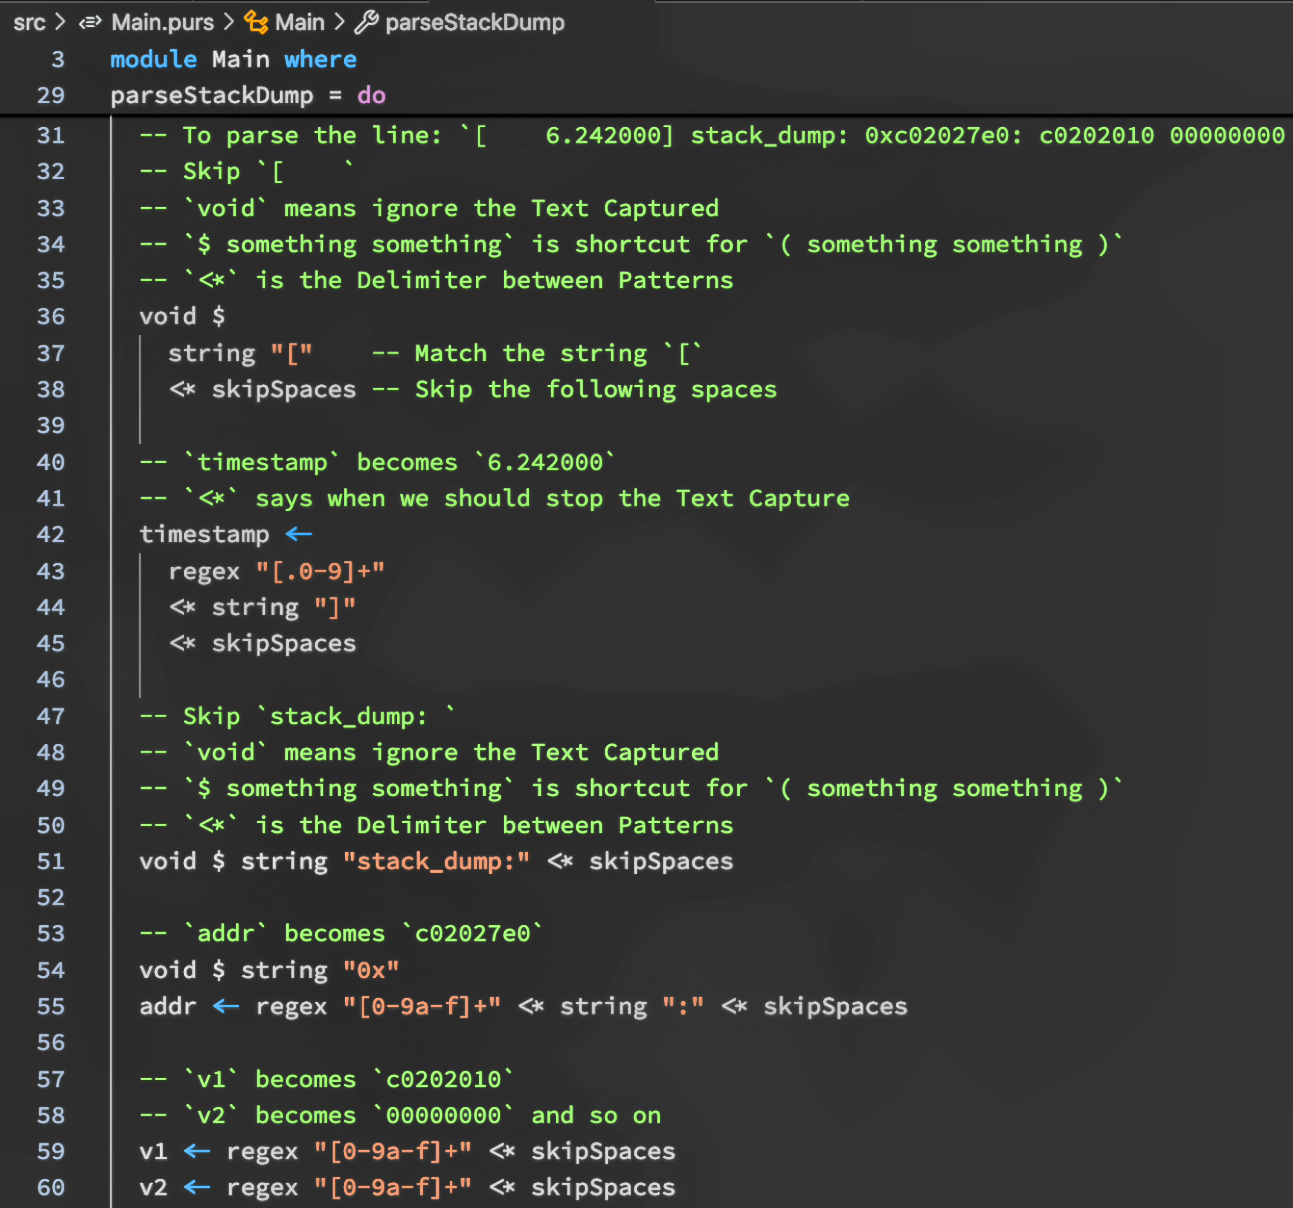 src > Main.purs > Main > parseStackDump
3 module Main where
29 parseStackDump = do
31 -- To parse the line: `[    6.242000] stack_dump: 0xc02027e0: c0202010 00000000
32 -- Skip `[    `
33 -- `void` means ignore the Text Captured
34 -- `$ something something` is shortcut for `( something something )`
35 -- `<*` is the Delimiter between Patterns
36 void $
37 string "["    -- Match the string `[`
38 <* skipSpaces -- Skip the following spaces
39
40 -- `timestamp` becomes `6.242000`
41 -- `<*` says when we should stop the Text Capture
42 timestamp <-
43 regex "[.0-9]+"
44 <* string "]"
45 <* skipSpaces
46
47 -- Skip `stack_dump: `
48 -- `void` means ignore the Text Captured
49 -- `$ something something` is shortcut for `( something something )`
50 -- `<*` is the Delimiter between Patterns
51 void $ string "stack_dump:" <* skipSpaces
52
53 -- `addr` becomes `c02027e0`
54 void $ string "0x"
55 addr <- regex "[0-9a-f]+" <* string ":" <* skipSpaces
56
57 -- `v1` becomes `c0202010`
58 -- `v2` becomes `00000000` and so on
59 v1 <- regex "[0-9a-f]+" <* skipSpaces
60 v2 <- regex "[0-9a-f]+" <* skipSpaces